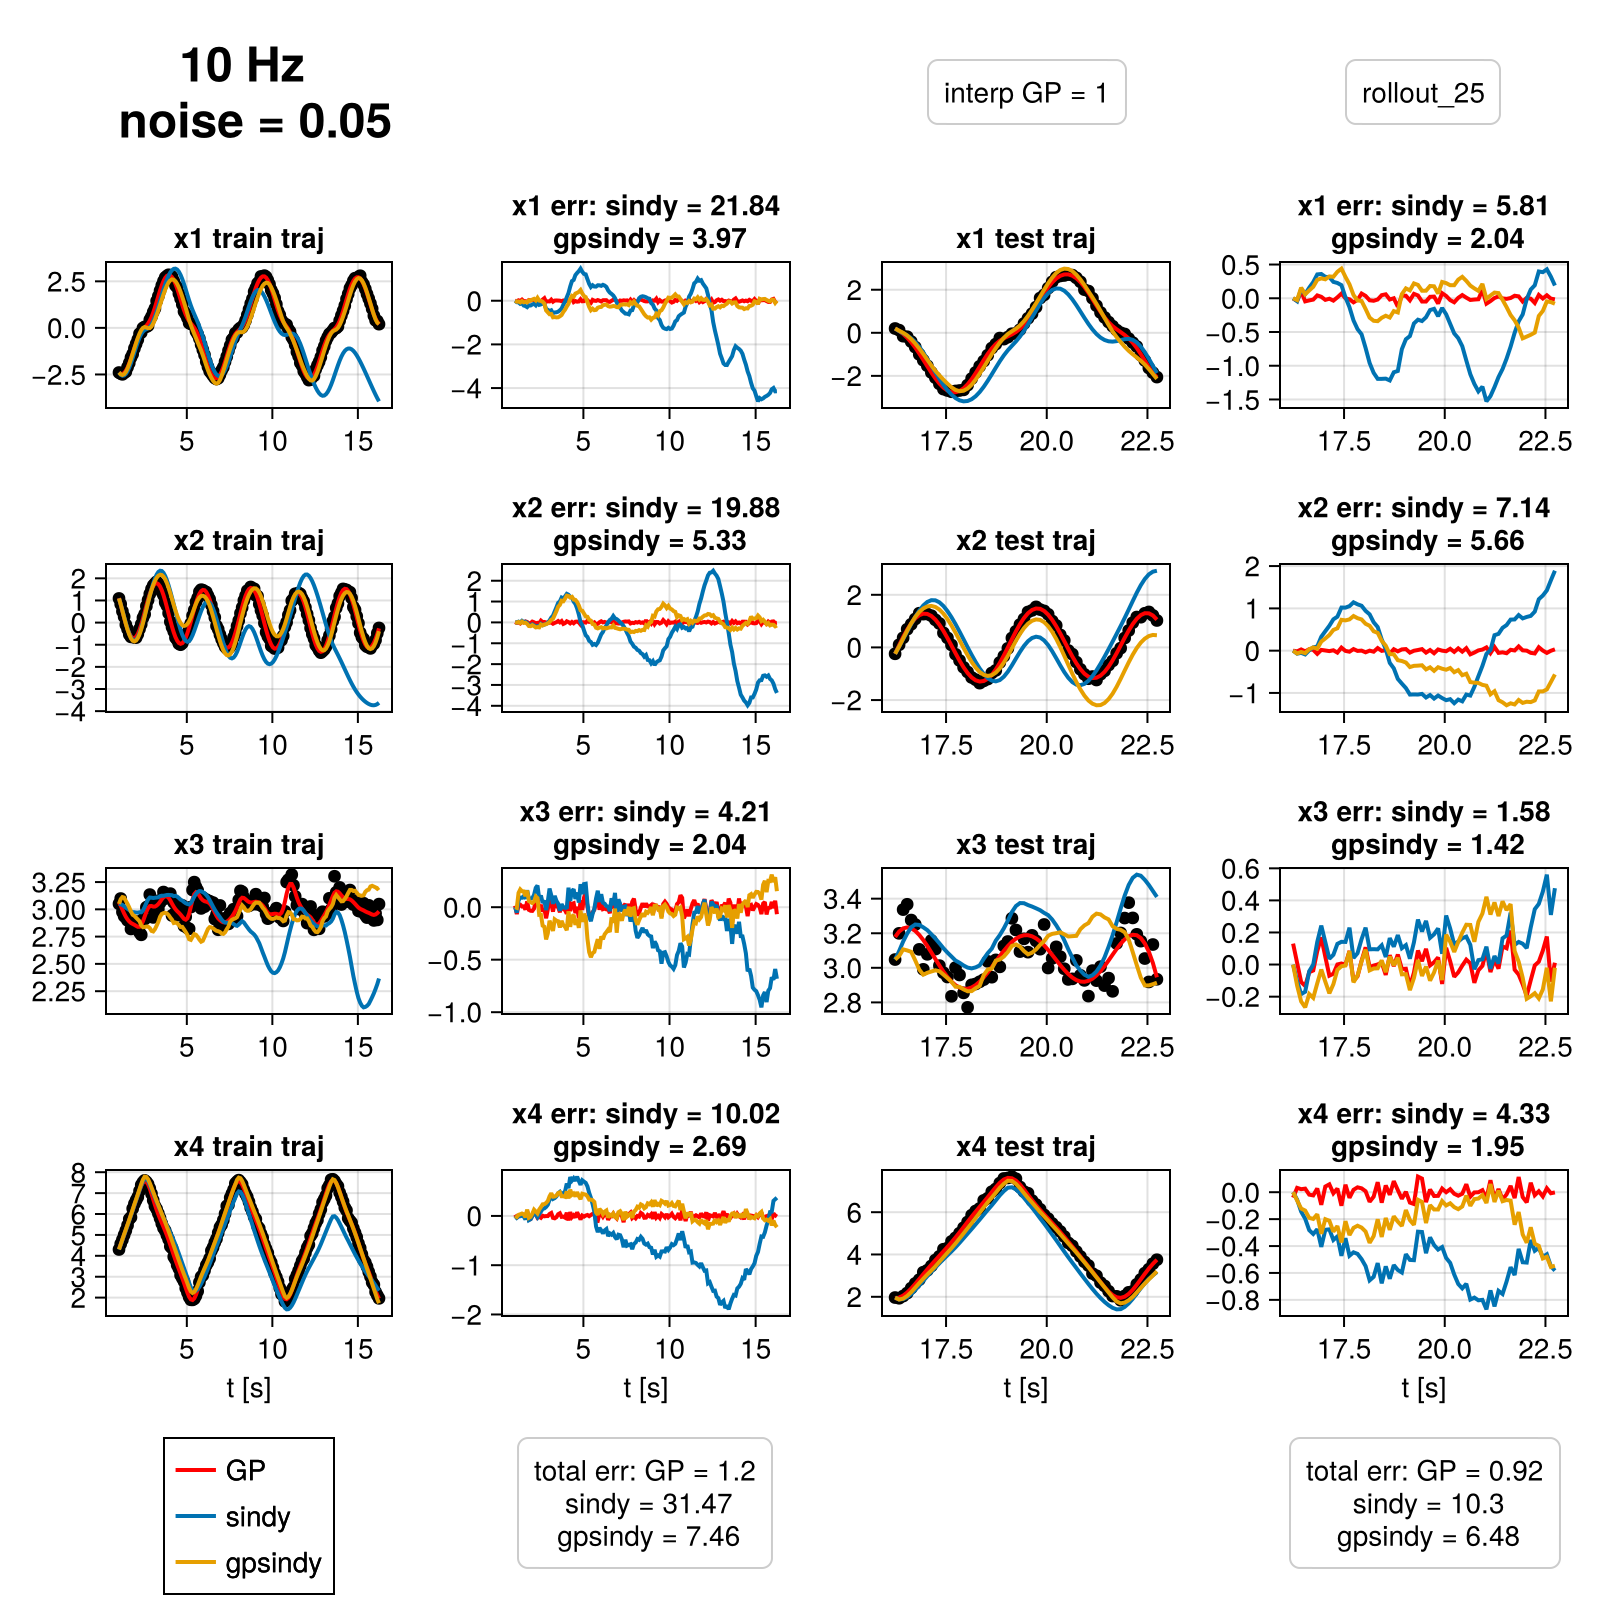 10 Hz
noise = 0.05
interp GP = 1
rollout_25
x1 train traj
2.5
0.0
−2.5
5
10
15
x1 err: sindy = 21.84
gpsindy = 3.97
0
−2
−4
5
10
15
x1 test traj
2
0
−2
17.5
20.0
22.5
x1 err: sindy = 5.81
gpsindy = 2.04
0.5
0.0
−0.5
−1.0
−1.5
17.5
20.0
22.5
x2 train traj
2
1
0
−1
−2
−3
−4
5
10
15
x2 err: sindy = 19.88
gpsindy = 5.33
2
1
0
−1
−2
−3
−4
5
10
15
x2 test traj
2
0
−2
17.5
20.0
22.5
x2 err: sindy = 7.14
gpsindy = 5.66
2
1
0
−1
17.5
20.0
22.5
x3 train traj
3.25
3.00
2.75
2.50
2.25
5
10
15
x3 err: sindy = 4.21
gpsindy = 2.04
0.0
−0.5
−1.0
5
10
15
x3 test traj
3.4
3.2
3.0
2.8
17.5
20.0
22.5
x3 err: sindy = 1.58
gpsindy = 1.42
0.6
0.4
0.2
0.0
−0.2
17.5
20.0
22.5
x4 train traj
8
7
6
5
4
3
2
5
10
15
t [s]
x4 err: sindy = 10.02
gpsindy = 2.69
0
−1
−2
5
10
15
t [s]
x4 test traj
6
4
2
17.5
20.0
22.5
t [s]
x4 err: sindy = 4.33
gpsindy = 1.95
0.0
−0.2
−0.4
−0.6
−0.8
17.5
20.0
22.5
t [s]
GP
sindy
gpsindy
total err: GP = 1.2
sindy = 31.47
gpsindy = 7.46
total err: GP = 0.92
sindy = 10.3
gpsindy = 6.48